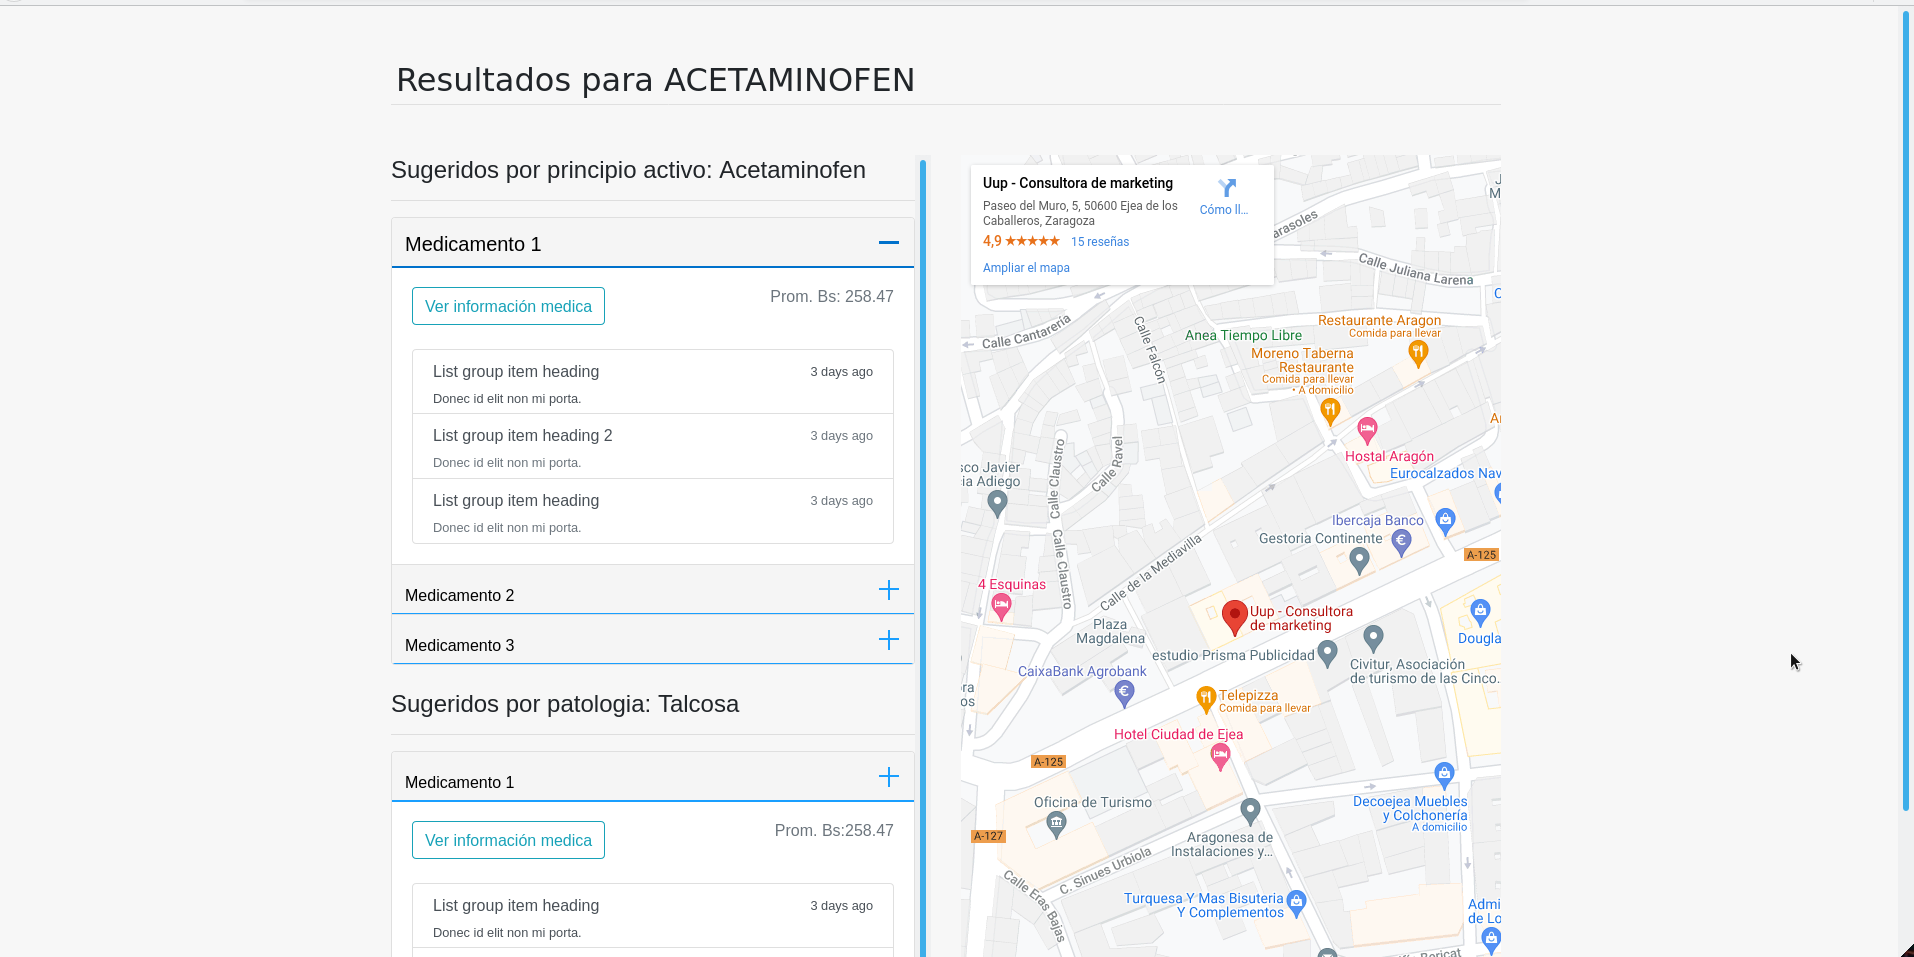 Resultados para ACETAMINOFEN
Sugeridos por principio activo: Acetaminofen
Medicamento 1
Ver información medica
Prom. Bs: 258.47
List group item heading
3 days ago
Donec id elit non mi porta.
List group item heading 2
3 days ago
Donec id elit non mi porta.
List group item heading
3 days ago
Donec id elit non mi porta.
Medicamento 2
Medicamento 3
Sugeridos por patologia: Talcosa
Medicamento 1
Ver información medica
Prom. Bs:258.47
List group item heading
3 days ago
Donec id elit non mi porta.
Uup - Consultora de marketing
Paseo del Muro, 5, 50600 Ejea de los
Caballeros, Zaragoza
4,9 ★★★★★ 15 reseñas
Ampliar el mapa
Cómo ll...
arasoles
Calle Juliana Larena
Calle Cantarería
Calle Falcón
Anea Tiempo Libre
Restaurante Aragon
Comida para llevar
Moreno Taberna
Restaurante
Comida para llevar
• A domicilio
Hostal Aragón
Eurocalzados Nav
sco Javier
cia Adiego
Calle Claustro
Calle Ravel
Ibercaja Banco
Gestoria Continente
A-125
Calle Claustro
Calle de la Mediavilla
4 Esquinas
Plaza
Magdalena
Uup - Consultora
de marketing
Dougla
estudio Prisma Publicidad
Civitur, Asociación
de turismo de las Cinco...
CaixaBank Agrobank
Telepizza
Comida para llevar
Hotel Ciudad de Ejea
A-125
Oficina de Turismo
Decoejea Muebles
y Colchonería
A domicilio
A-127
Aragonesa de
Instalaciones y...
C. Sinues Urbiola
Calle Eras Bajas
Turquesa Y Mas Bisuteria
Y Complementos
Admi
de Lo
Bericat